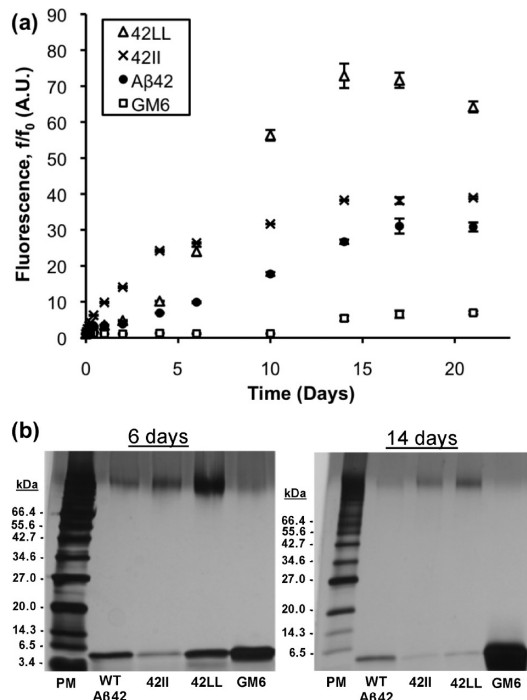 (a)
90
80
70
60
50
40
30
20
10
0
Fluorescence, f/f0 (A.U.)
42LL
42II
Aβ42
GM6
0 5 10 15 20
Time (Days)
(b)
6 days
kDa
66.4 -
55.6 -
42.7 -
34.6 -
27.0 -
20.0 -
14.3 -
6.5 -
3.4 -
PM WT Aβ42 42II 42LL GM6
14 days
kDa
66.4 -
55.6 -
42.7 -
34.6 -
27.0 -
20.0 -
14.3 -
6.5 -
PM WT Aβ42 42II 42LL GM6